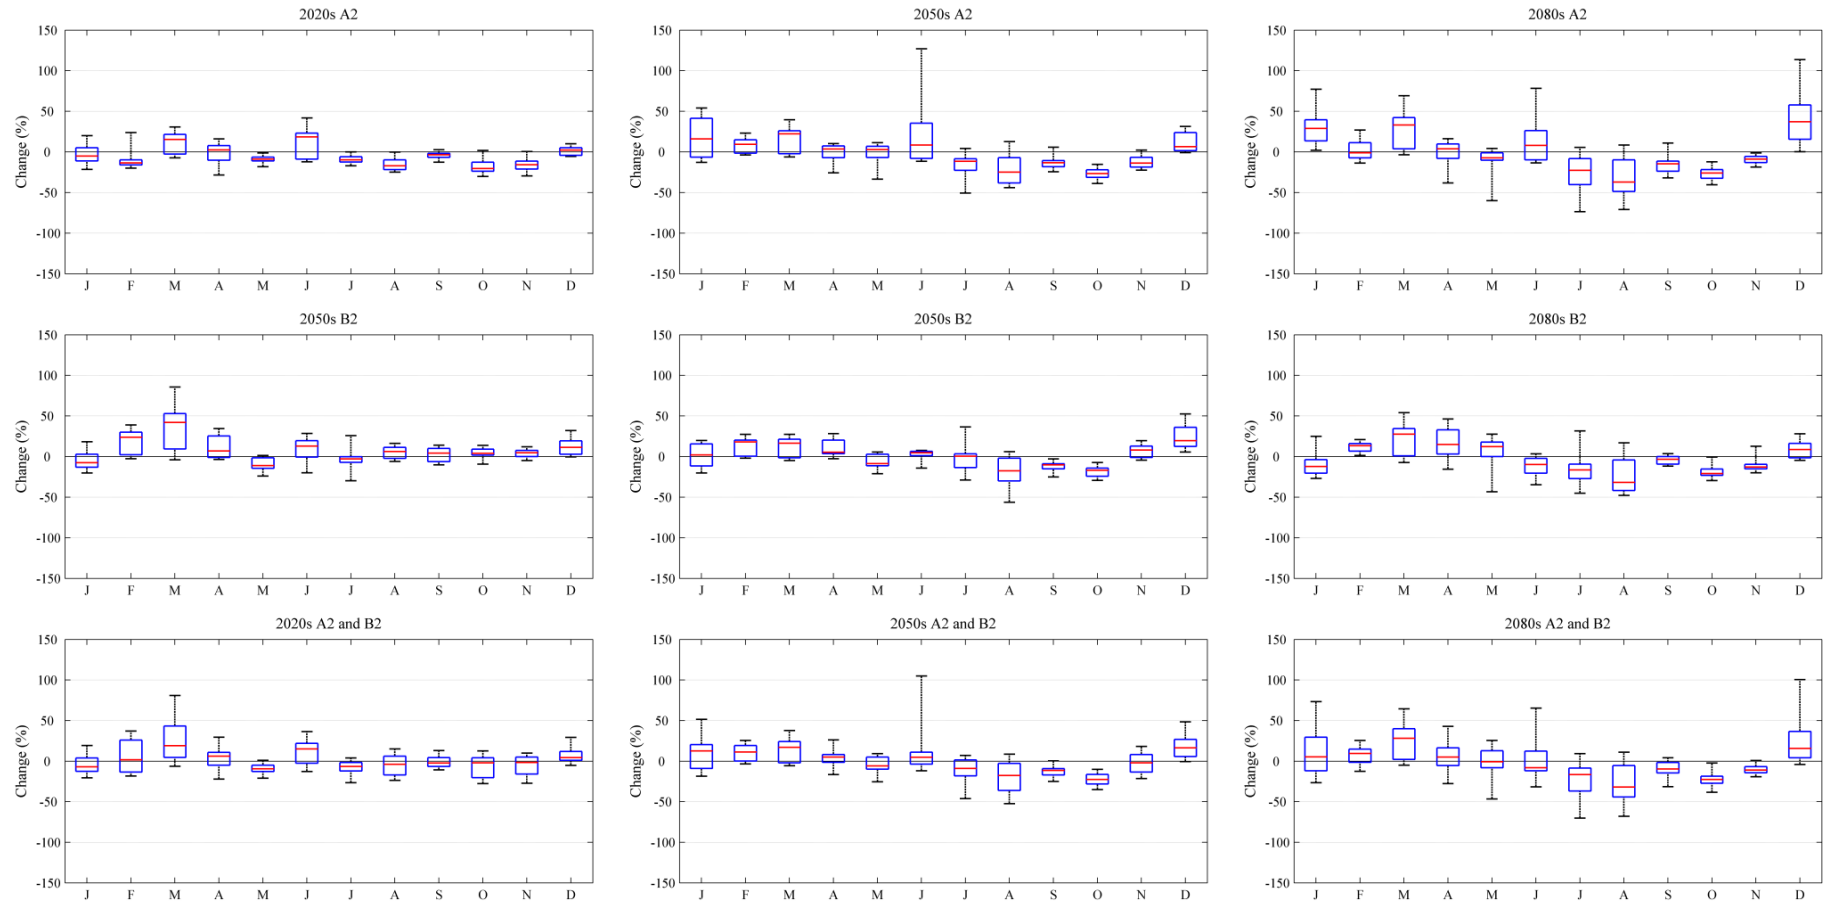 2020s A2 2050s A2 2080s A2
150 150 150
100 100 100
50 50 50
0 0 0
-50 -50 -50
-100 -100 -100
-150 -150 -150
Change (%) Change (%) Change (%)
J F M A M J J A S O N D J F M A M J J A S O N D J F M A M J J A S O N D
2050s B2 2050s B2 2080s B2
150 150 150
100 100 100
50 50 50
0 0 0
-50 -50 -50
-100 -100 -100
-150 -150 -150
Change (%) Change (%) Change (%)
J F M A M J J A S O N D J F M A M J J A S O N D J F M A M J J A S O N D
2020s A2 and B2 2050s A2 and B2 2080s A2 and B2
150 150 150
100 100 100
50 50 50
0 0 0
-50 -50 -50
-100 -100 -100
-150 -150 -150
Change (%) Change (%) Change (%)
J F M A M J J A S O N D J F M A M J J A S O N D J F M A M J J A S O N D